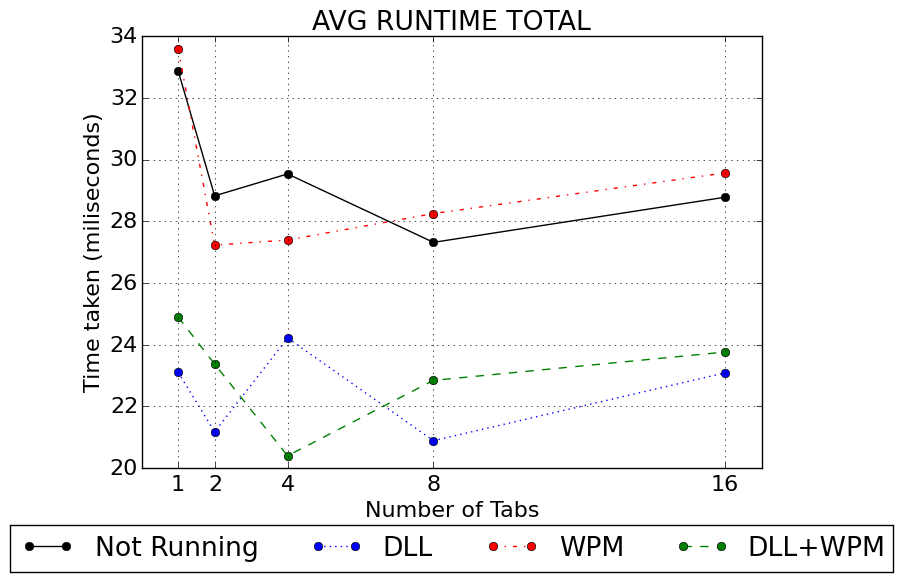 AVG RUNTIME TOTAL
34
32
30
28
26
24
22
20
Time taken (miliseconds)
1 2 4 8 16
Number of Tabs
Not Running DLL WPM DLL+WPM